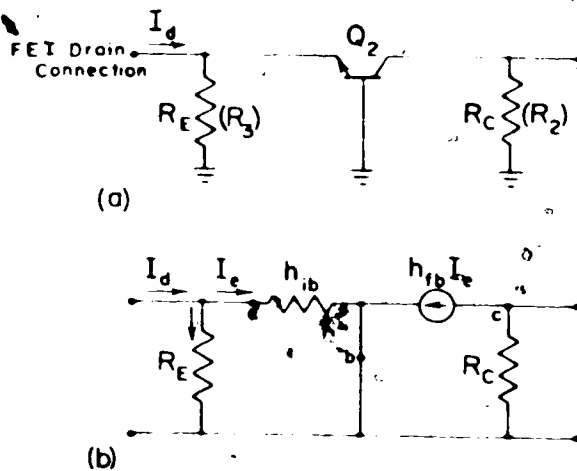 I_d
FET Drain
Connection
R_E (R_3)
Q_2
R_C (R_2)
(a)
I_d I_e h_ib h_fb I_e
c
b
R_E
R_C
(b)